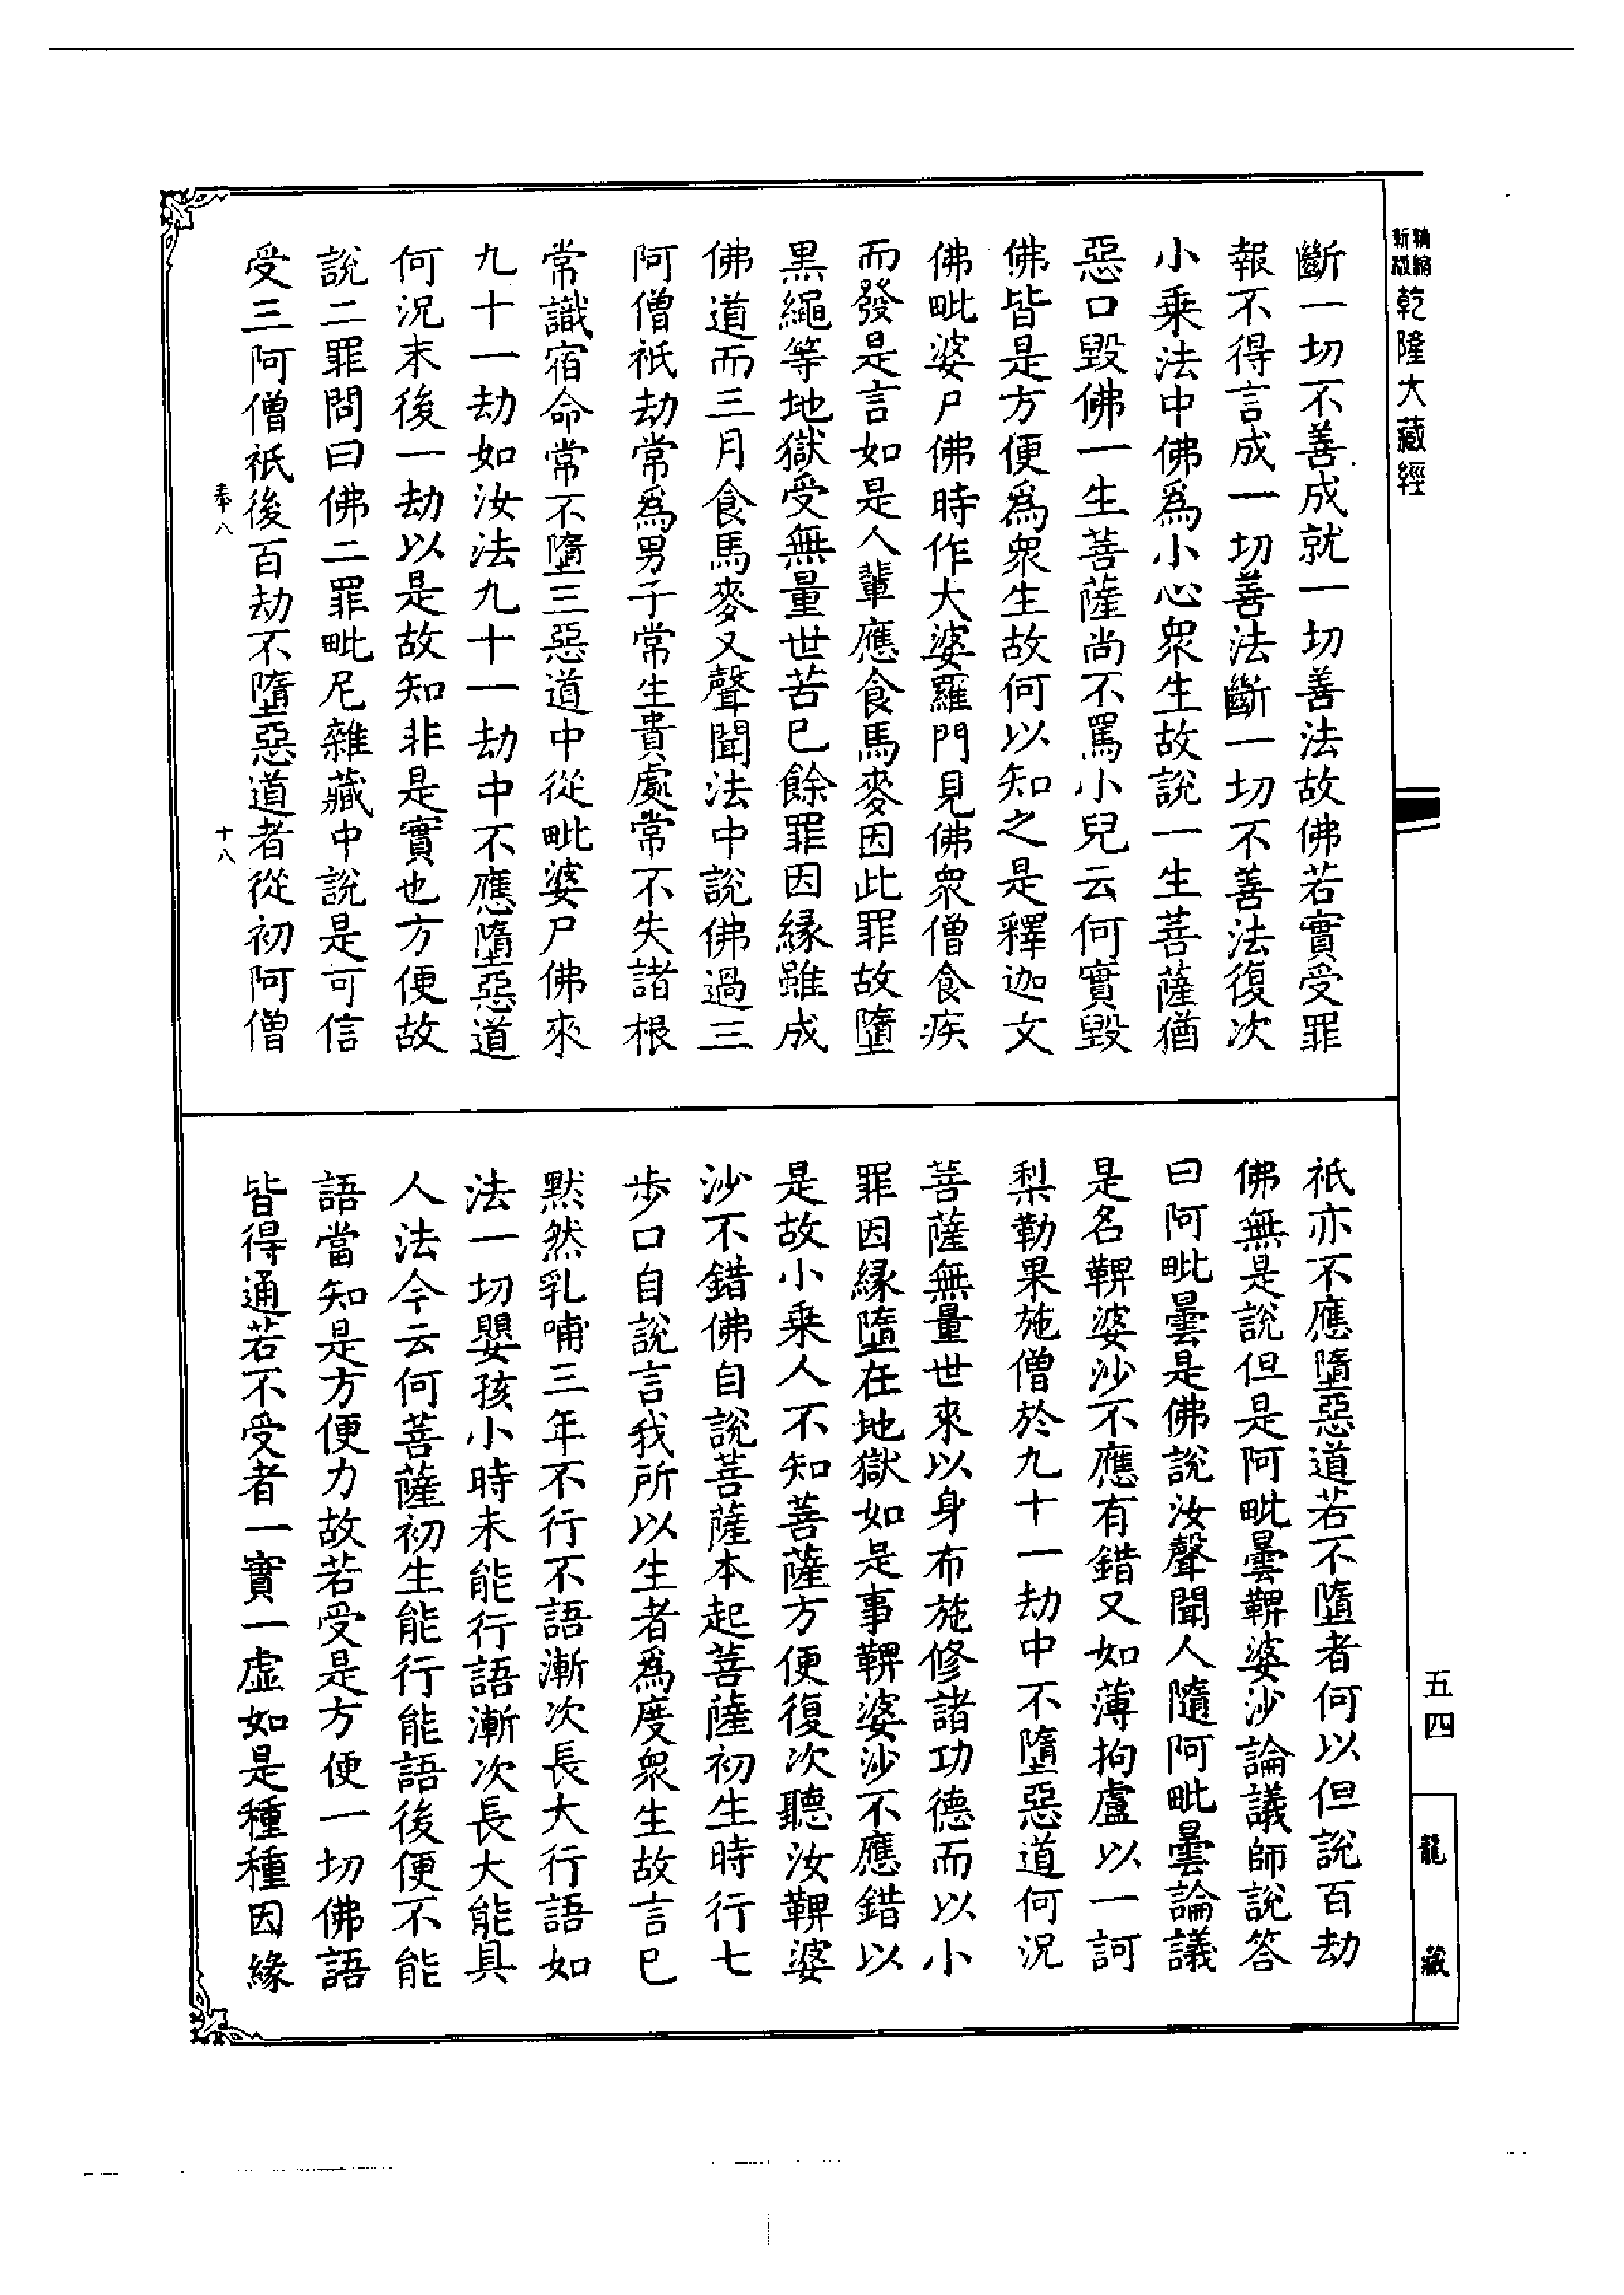 新版精縮乾隆大藏經
斷一切不善成就一切善法故佛若實受罪
報不得言成一切善法斷一切不善法復次
小乘法中佛爲小心衆生故說一生菩薩猶
惡口毀佛一生菩薩尚不罵小兒云何實毀
佛皆是方便爲衆生故何以知之是釋迦文
佛毗婆尸佛時作大婆羅門見佛衆僧食疾
而發是言如是人輩應食馬麥因此罪故墮
黑繩等地獄受無量世苦已餘罪因緣雖成
佛道而三月食馬麥又聲聞法中說佛過三
阿僧祇劫常爲男子常生貴處常不失諸根
常識宿命常不墮三惡道中從毗婆尸佛來
九十一劫如汝法九十一劫中不應墮惡道
何況末後一劫以是故知非是實也方便故
說二罪問曰佛二罪毗尼雜藏中說是可信
受三阿僧祇後百劫不墮惡道者從初阿僧
奉八
十八
祇亦不應墮惡道若不墮者何以但說百劫
佛無是說但是阿毗曇鞞婆沙論議師說答
曰阿毗曇是佛說汝聲聞人隨阿毗曇論議
是名鞞婆沙不應有錯又如薄拘盧以一訶
梨勒果施僧於九十一劫中不墮惡道何況
菩薩無量世來以身布施修諸功德而以小
罪因緣墮在地獄如是事鞞婆沙不應錯以
是故小乘人不知菩薩方便復次聽汝鞞婆
沙不錯佛自說菩薩本起菩薩初生時行七
步口自說言我所以生者爲度衆生故言已
默然乳哺三年不行不語漸次長大行語如
法一切嬰孩小時未能行語漸次長大能具
人法今云何菩薩初生能行能語後便不能
語當知是方便力故若受是方便一切佛語
皆得通若不受者一實一虛如是種種因緣
五四
龍藏